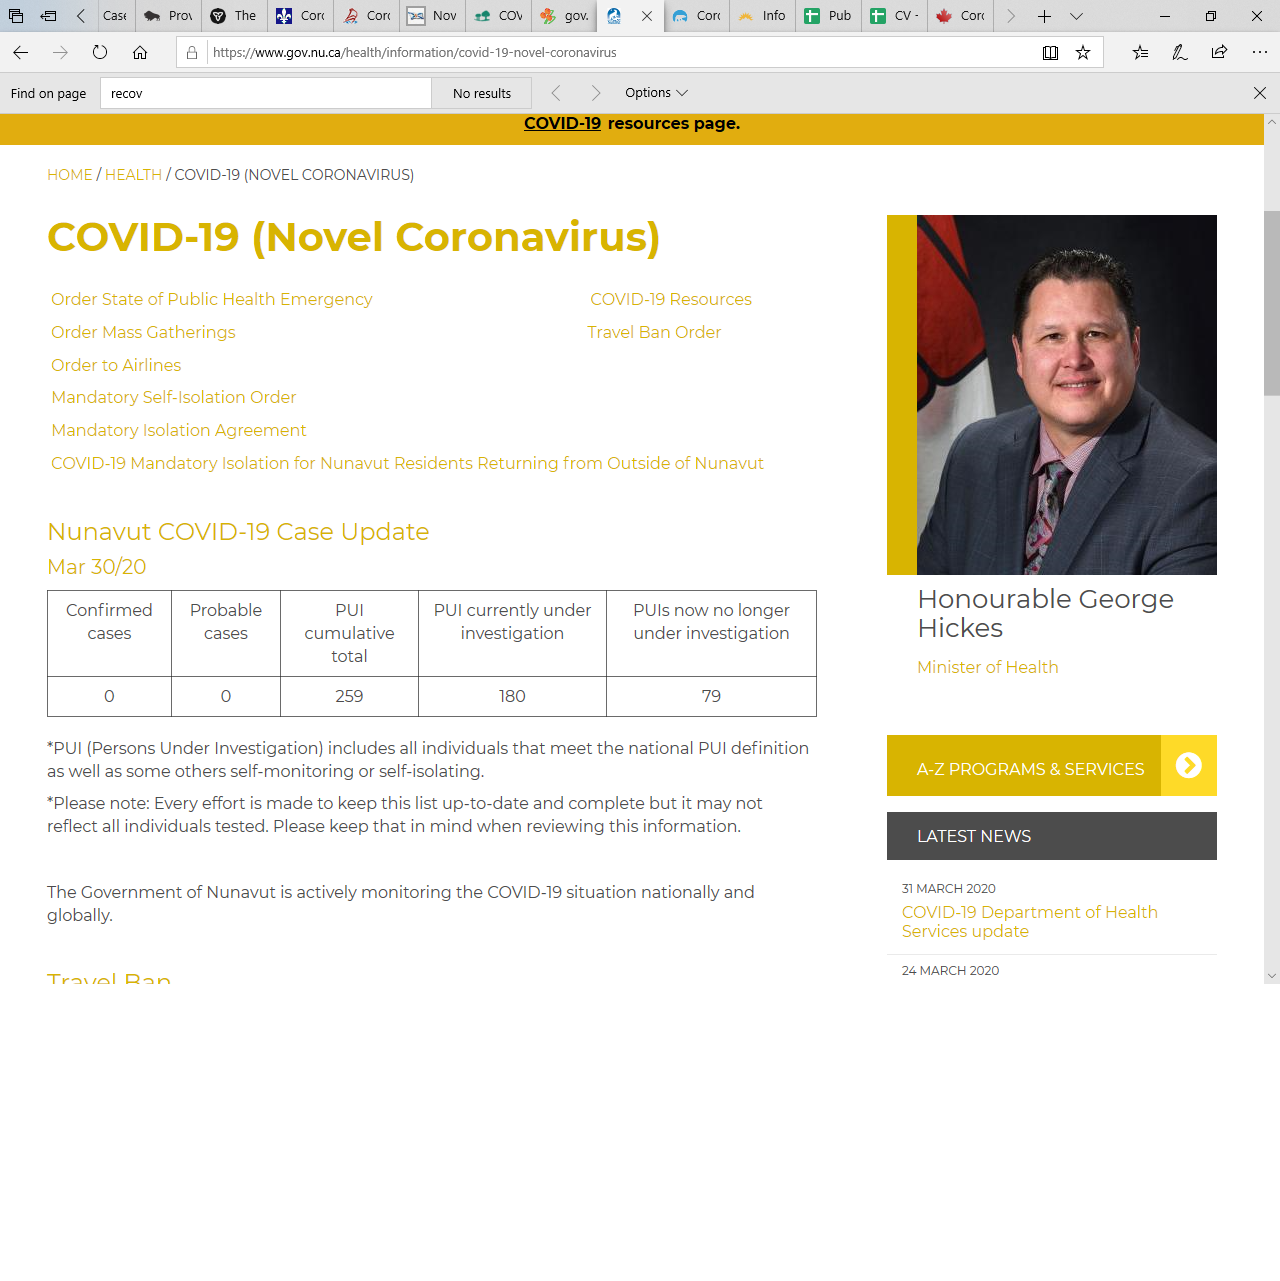 Case
Prov
The
Coro
Coro
Nov
COV
gov.
Coro
Info
Pub
CV -
Coro
https://www.gov.nu.ca/health/information/covid-19-novel-coronavirus
Find on page
recov
No results
Options
COVID-19 resources page.
HOME / HEALTH / COVID-19 (NOVEL CORONAVIRUS)
COVID-19 (Novel Coronavirus)
Order State of Public Health Emergency
COVID-19 Resources
Order Mass Gatherings
Travel Ban Order
Order to Airlines
Mandatory Self-Isolation Order
Mandatory Isolation Agreement
COVID-19 Mandatory Isolation for Nunavut Residents Returning from Outside of Nunavut
Nunavut COVID-19 Case Update
Mar 30/20
Confirmed cases
Probable cases
PUI cumulative total
PUI currently under investigation
PUIs now no longer under investigation
0
0
259
180
79
*PUI (Persons Under Investigation) includes all individuals that meet the national PUI definition
as well as some others self-monitoring or self-isolating.
*Please note: Every effort is made to keep this list up-to-date and complete but it may not
reflect all individuals tested. Please keep that in mind when reviewing this information.
The Government of Nunavut is actively monitoring the COVID-19 situation nationally and
globally.
Travel Ban
Honourable George
Hickes
Minister of Health
A-Z PROGRAMS & SERVICES
LATEST NEWS
31 MARCH 2020
COVID-19 Department of Health
Services update
24 MARCH 2020